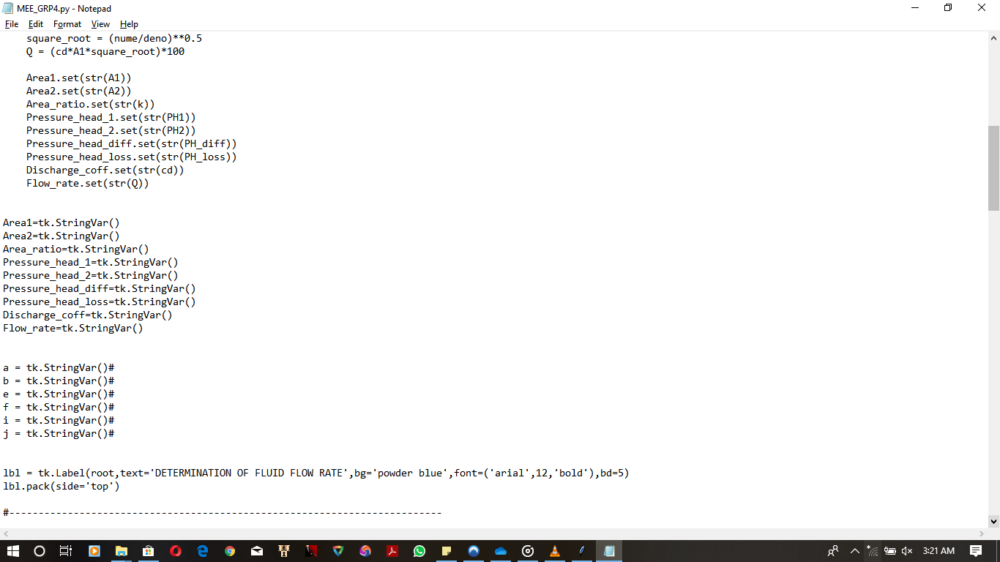 MEE_GRP4.py - Notepad
File Edit Format View Help
square_root = (nume/deno)**0.5
Q = (cd*A1*square_root)*100
Area1.set(str(A1))
Area2.set(str(A2))
Area_ratio.set(str(k))
Pressure_head_1.set(str(PH1))
Pressure_head_2.set(str(PH2))
Pressure_head_diff.set(str(PH_diff))
Pressure_head_loss.set(str(PH_loss))
Discharge_coff.set(str(cd))
Flow_rate.set(str(Q))
Area1=tk.StringVar()
Area2=tk.StringVar()
Area_ratio=tk.StringVar()
Pressure_head_1=tk.StringVar()
Pressure_head_2=tk.StringVar()
Pressure_head_diff=tk.StringVar()
Pressure_head_loss=tk.StringVar()
Discharge_coff=tk.StringVar()
Flow_rate=tk.StringVar()
a = tk.StringVar()#
b = tk.StringVar()#
e = tk.StringVar()#
f = tk.StringVar()#
i = tk.StringVar()#
j = tk.StringVar()#
lbl = tk.Label(root,text='DETERMINATION OF FLUID FLOW RATE',bg='powder blue',font=('arial',12,'bold'),bd=5)
lbl.pack(side='top')
#--------------------------------------------------------------------------
3:21 AM